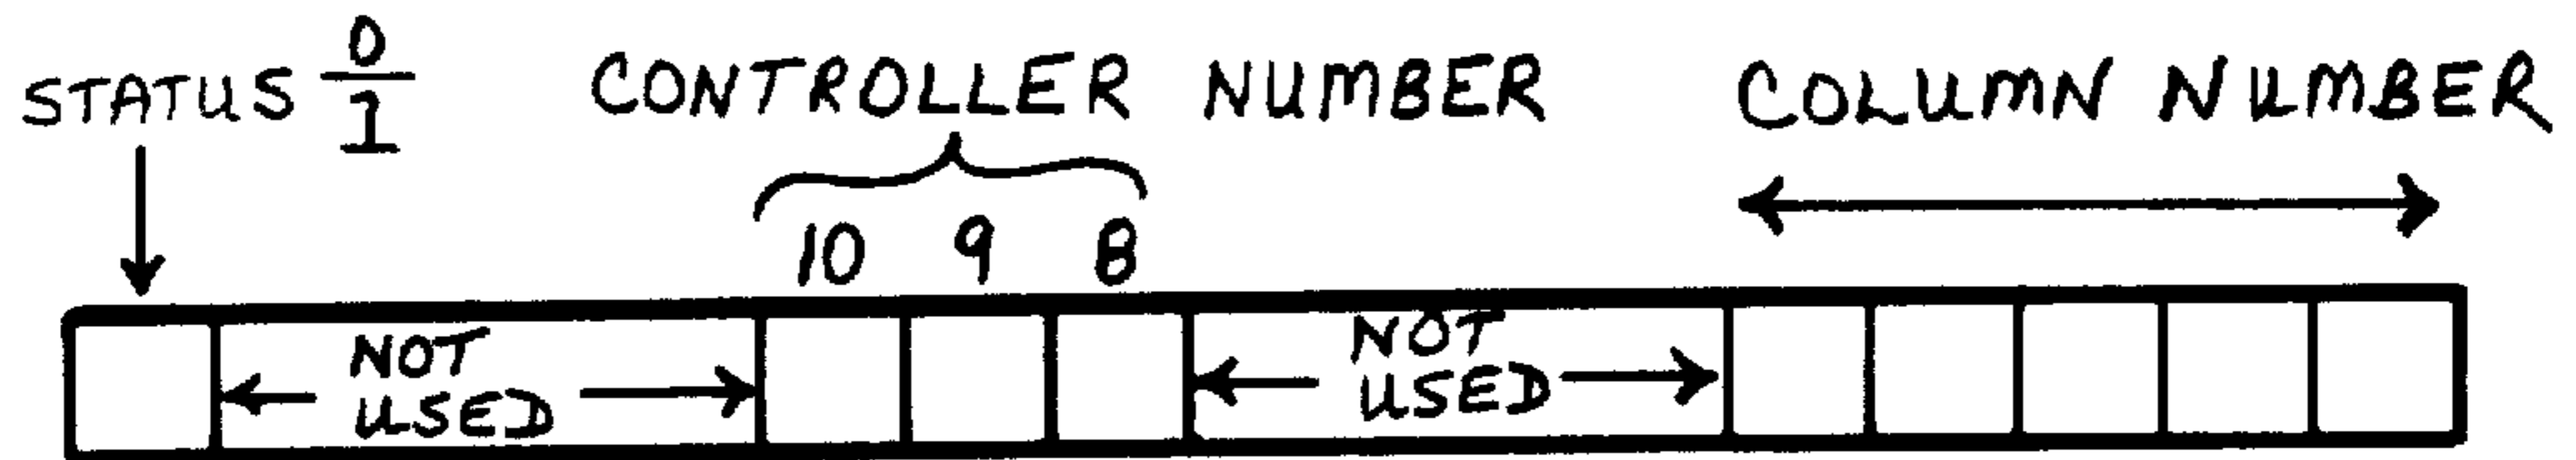 STATUS 0/1 CONTROLLER NUMBER COLUMN NUMBER
10 9 8
NOT USED NOT USED